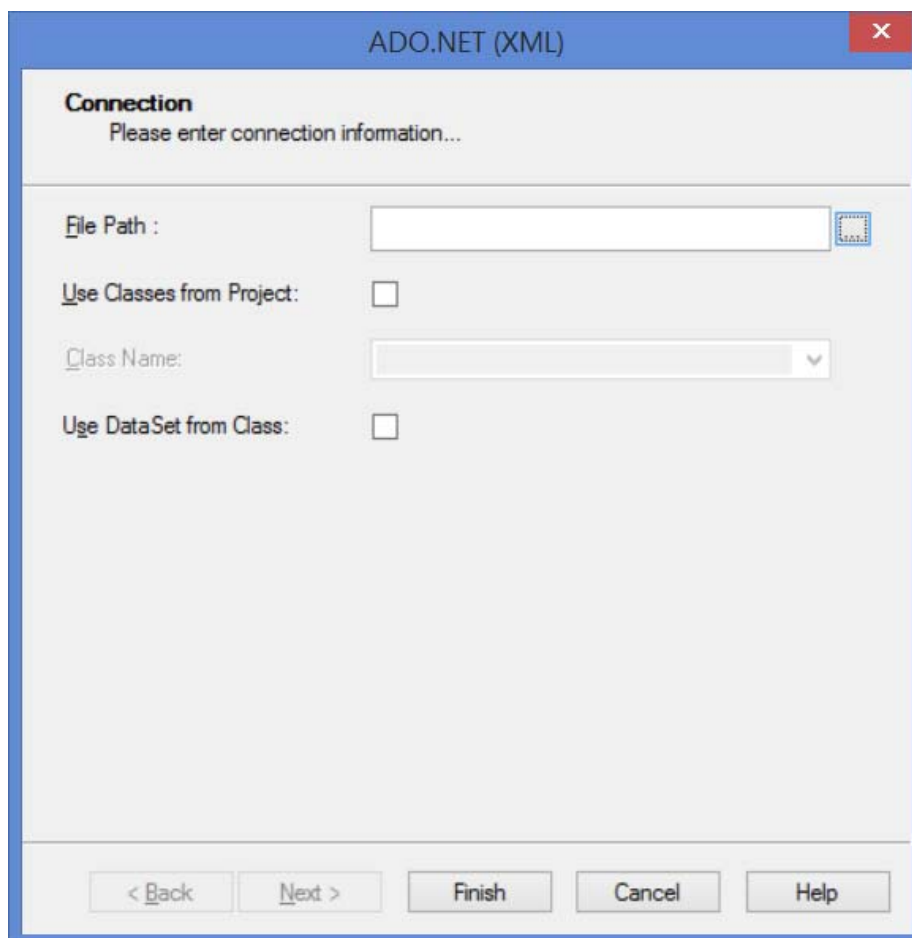 ADO.NET (XML)
Connection
Please enter connection information...
File Path :
...
Use Classes from Project:
Class Name:
Use DataSet from Class:
< Back Next > Finish Cancel Help